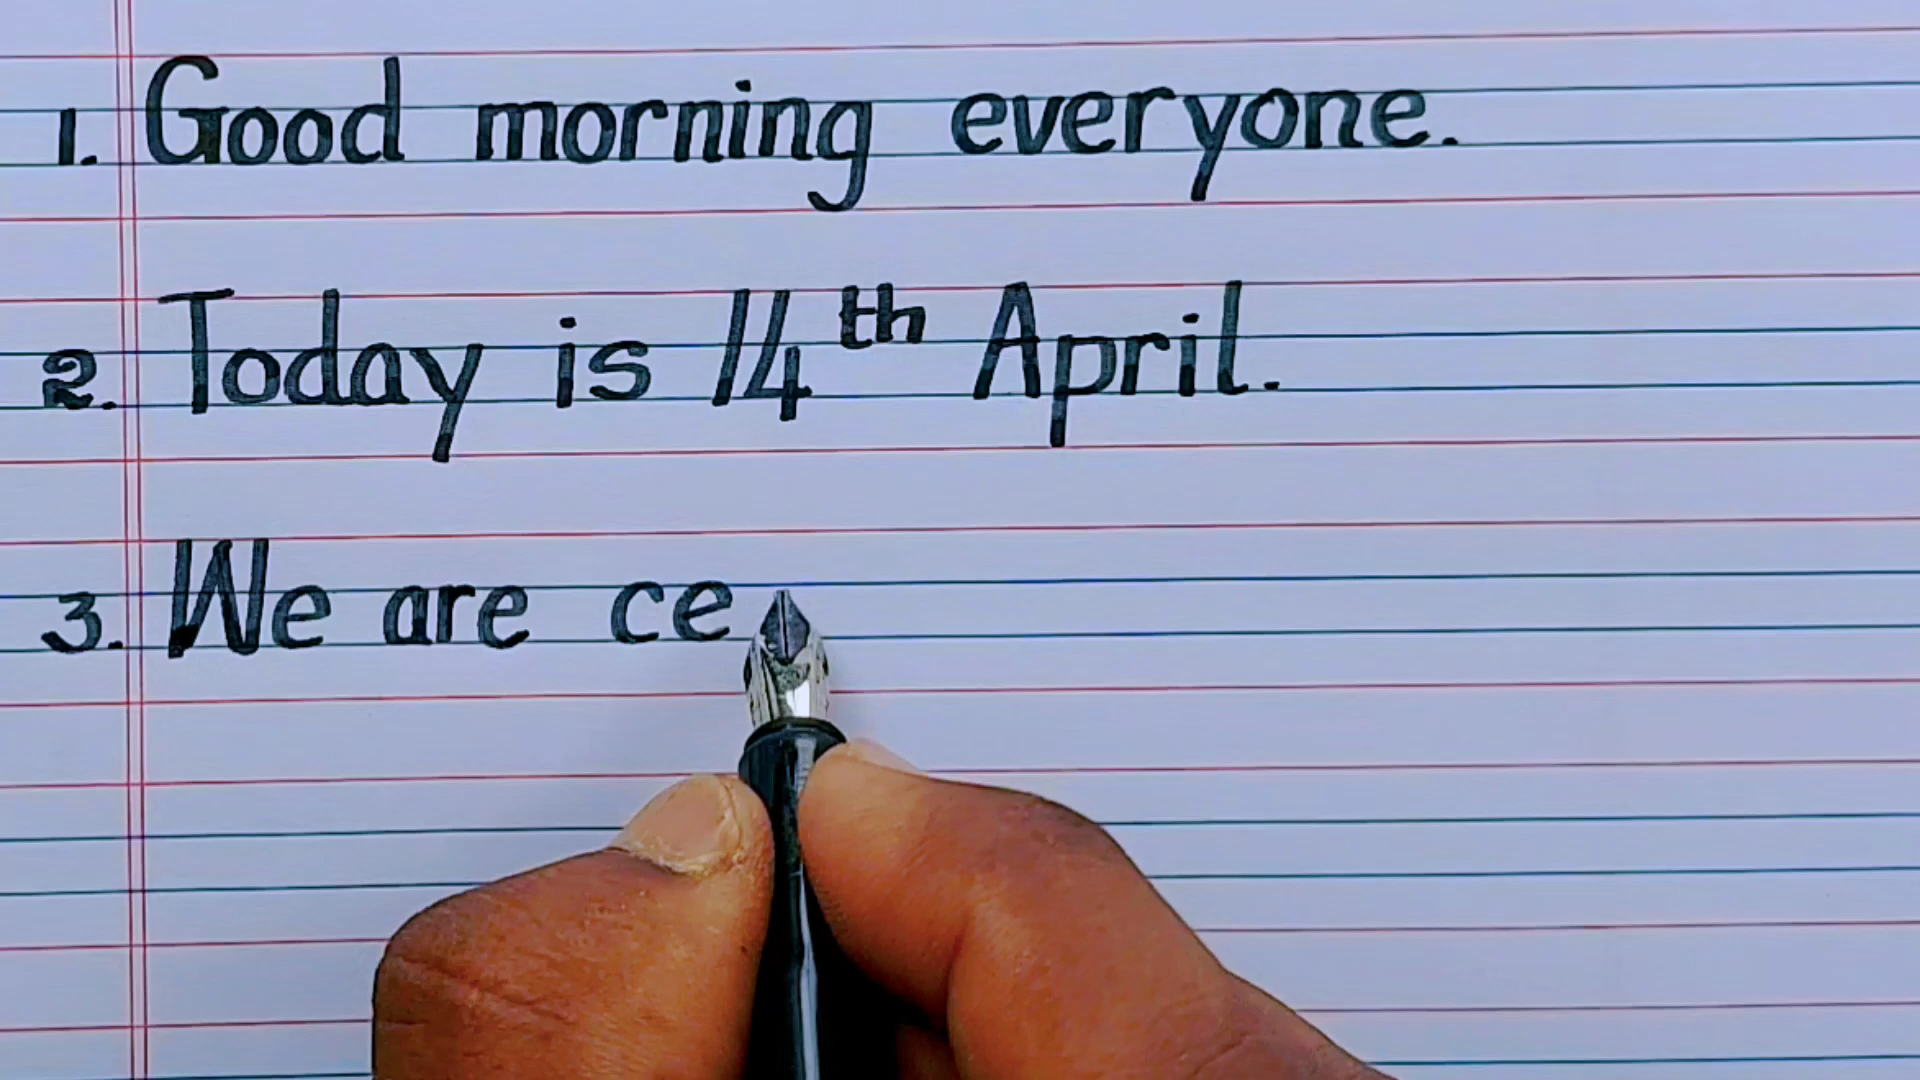 1. Good morning everyone.
2. Today is 14th April.
3. We are ce